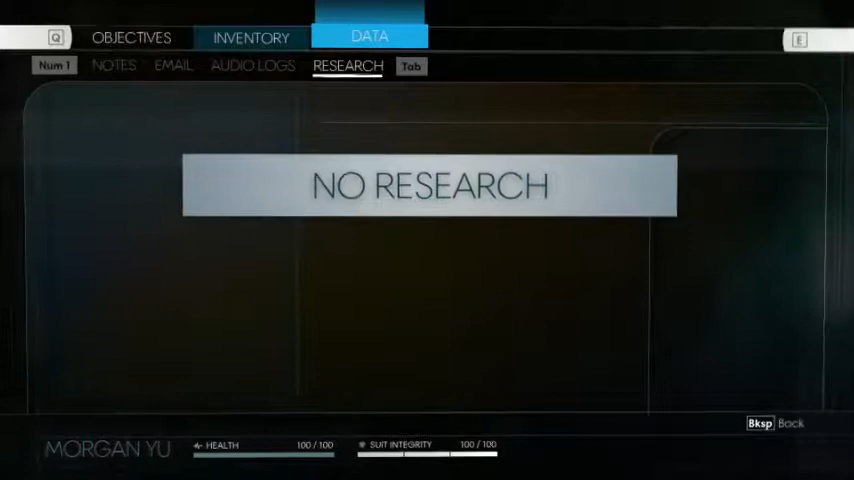 Q OBJECTIVES INVENTORY DATA E
Num 1 NOTES EMAIL AUDIO LOGS RESEARCH Tab
NO RESEARCH
Bksp Back
MORGAN YU HEALTH 100 / 100 SUIT INTEGRITY 100 / 100